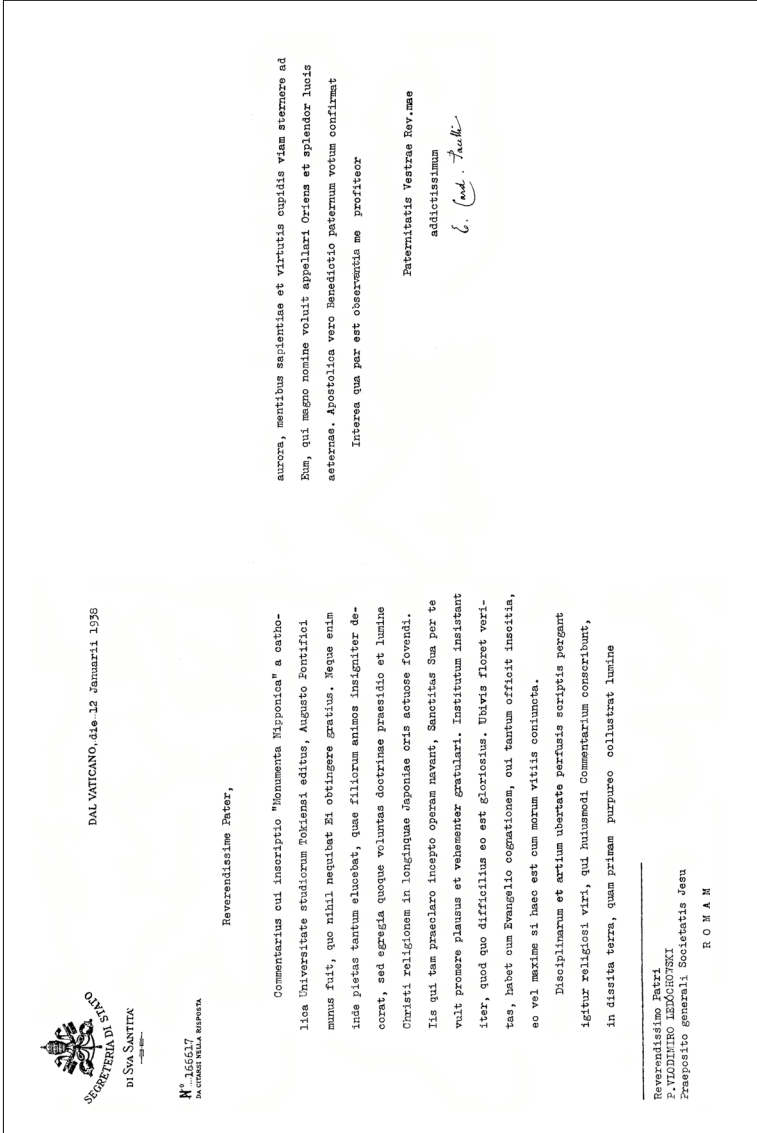 SEGRETERIA DI STATO
DI SVA SANTITA'
N° 166617
DA CITARSI NELLA RISPOSTA
DAL VATICANO, die 12 Januarii 1938
Reverendissime Pater,
Commentarius cui inscriptio "Monumenta Nipponica" a catho-
lica Universitate studiorum Tokiensi editus, Augusto Pontifici
munus fuit, quo nihil nequibat Ei obtingere gratius. Neque enim
inde pietas tantum elucebat, quae filiorum animos insigniter de-
corat, sed egregia quoque voluntas doctrinae praesidio et lumine
Christi religionem in longinquae Japoniae oris actuose fovendi.
Iis qui tam praeclaro incepto operam navant, Sanctitas Sua per te
vult promere plausus et vehementer gratulari. Institutum insistant
iter, quod quo difficilius eo est gloriosius. Ubivis floret veri-
tas, habet cum Evangelio cognationem, cui tantum officit inscitia,
eo vel maxime si haec est cum morum vitiis coniuncta.
Disciplinarum et artium ubertate perfusis scriptis pergant
igitur religiosi viri, qui huiusmodi Commentarium conscribunt,
in dissita terra, quam primam purpureo collustrat lumine
Reverendissimo Patri
P.VLODIMIRO LEDÓCHOWSKI
Praeposito generali Societatis Jesu
R O M A M
aurora, mentibus sapientiae et virtutis cupidis viam sternere ad
Eum, qui magno nomine voluit appellari Oriens et splendor lucis
aeternae. Apostolica vero Benedictio paternum votum confirmat
Interea qua par est observantia me profiteor
Paternitatis Vestrae Rev.mae
addictissimum
E. Card. Pacelli